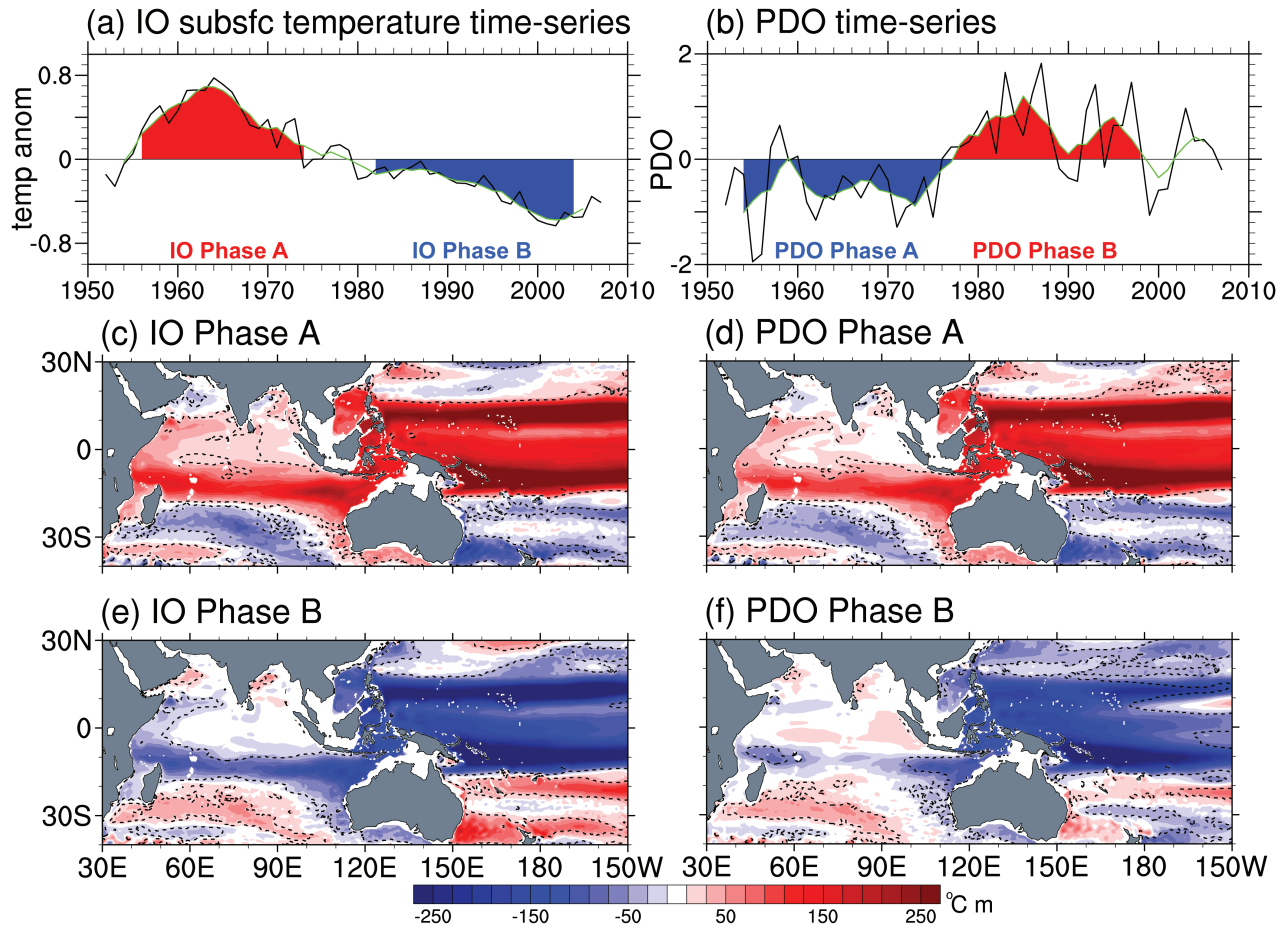 (a) IO subsfc temperature time-series
(b) PDO time-series
temp anom
0.8
0
-0.8
IO Phase A
IO Phase B
1950 1960 1970 1980 1990 2000 2010
PDO
2
0
-2
PDO Phase A
PDO Phase B
1950 1960 1970 1980 1990 2000 2010
(c) IO Phase A
(d) PDO Phase A
30N
0
30S
(e) IO Phase B
(f) PDO Phase B
30N
0
30S
30E 60E 90E 120E 150E 180 150W
30E 60E 90E 120E 150E 180 150W
-250 -150 -50 50 150 250
°C m